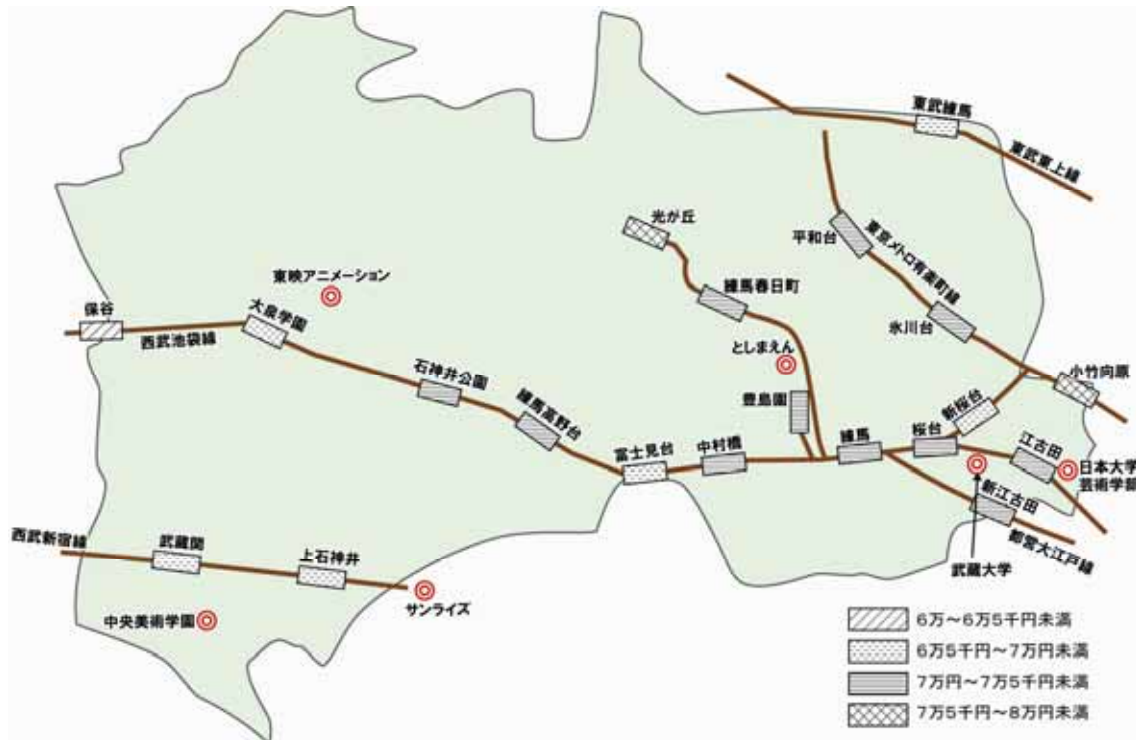 東武練馬
東武東上線
光が丘
平和台
東京メトロ有楽町線
東映アニメーション
練馬春日町
保谷
大泉学園
西武池袋線
氷川台
としまえん
石神井公園
小竹向原
練馬高野台
豊島園
新桜台
富士見台
中村橋
練馬
桜台
江古田
日本大学
芸術学部
新江古田
西武新宿線
武蔵関
上石神井
都営大江戸線
武蔵大学
サンライズ
中央美術学園
6万〜6万5千円未満
6万5千円〜7万円未満
7万円〜7万5千円未満
7万5千円〜8万円未満